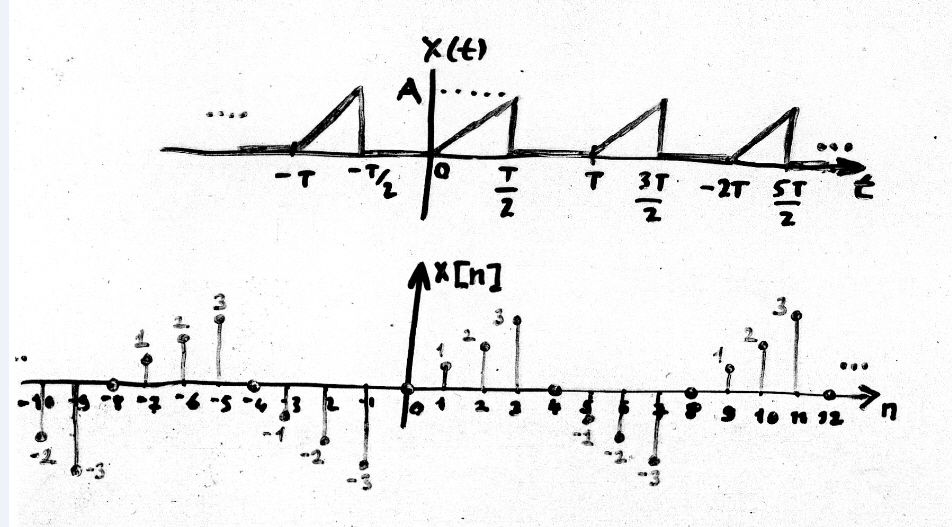 X(t)
A
.... ...
-T -T/2 0 T/2 T 3T/2 -2T 5T/2 t
X[n]
1 2 3 1 2 3 1 2 3
...
-10 -9 -8 -7 -6 -5 -4 -3 -2 -1 0 1 2 3 4 5 6 7 8 9 10 11 12 n
-2 -3 -1 -2 -3 -1 -2 -3